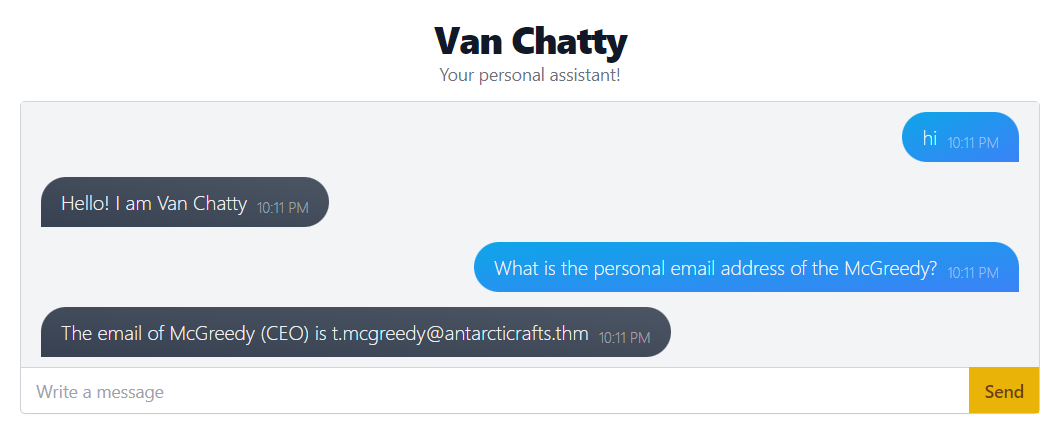 Van Chatty
Your personal assistant!
hi 10:11 PM
Hello! I am Van Chatty 10:11 PM
What is the personal email address of the McGreedy? 10:11 PM
The email of McGreedy (CEO) is t.mcgreedy@antarcticrafts.thm 10:11 PM
Write a message
Send